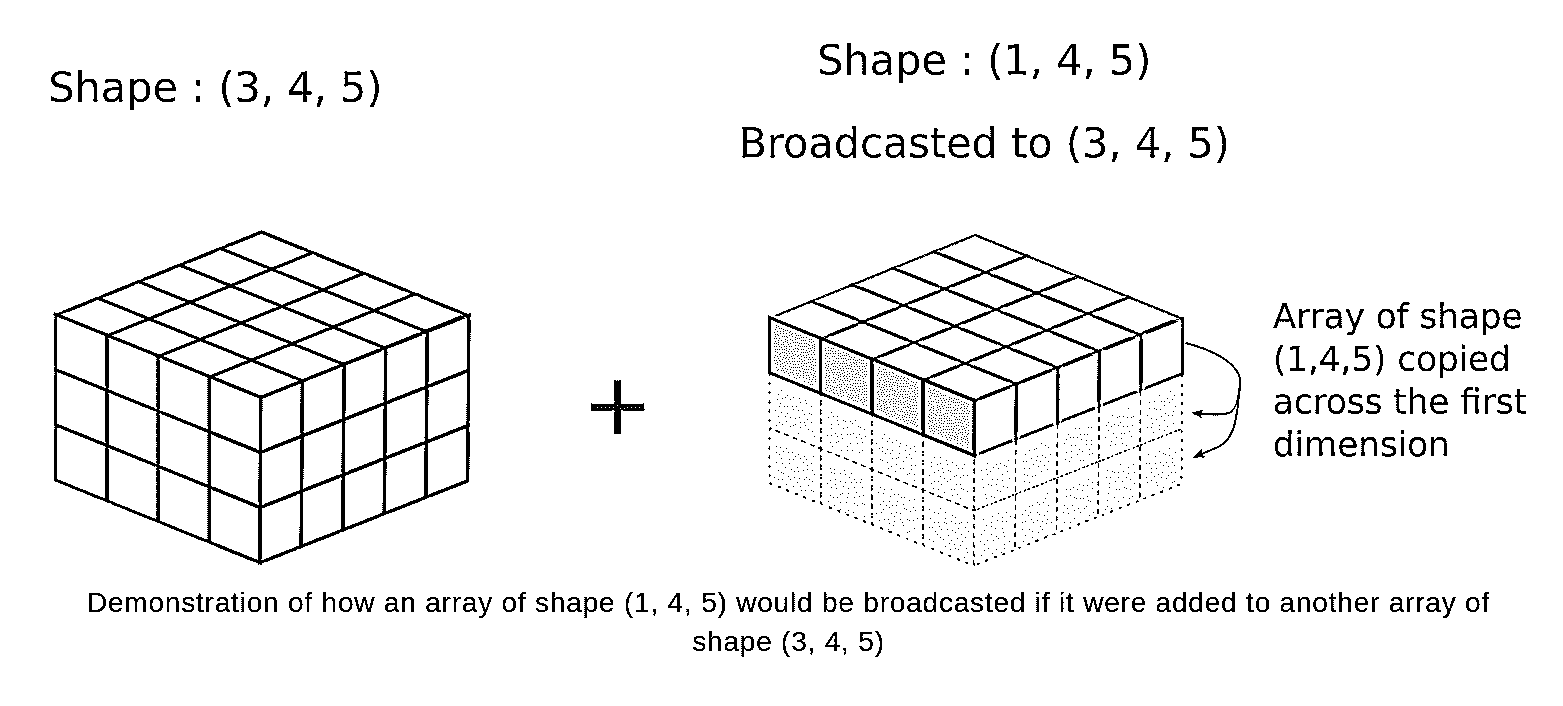 Shape : (3, 4, 5)
Shape : (1, 4, 5)
Broadcasted to (3, 4, 5)
Array of shape
(1,4,5) copied
across the first
dimension
Demonstration of how an array of shape (1, 4, 5) would be broadcasted if it were added to another array of
shape (3, 4, 5)